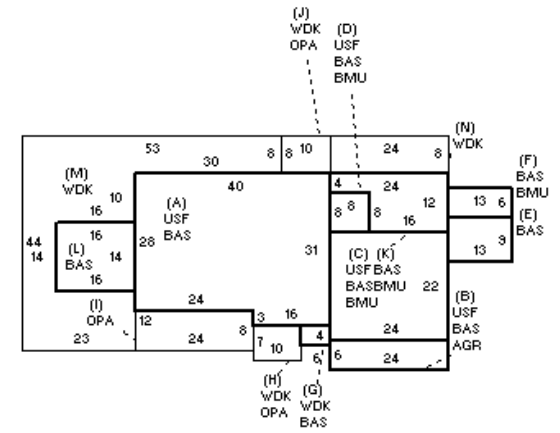 (J)
WDK
OPA
(D)
USF
BAS
BMU
(N)
WDK
53
30
8
8
10
24
8
(M)
WDK
10
16
40
4
24
(F)
BAS
BMU
(A)
USF
BAS
8
8
8
12
16
13
6
(E)
BAS
44
14
16
(L)
BAS
14
16
28
31
13
9
(C) (K)
USF BAS
BAS BMU
BMU
22
(I)
OPA
24
(B)
USF
BAS
AGR
12
3
16
24
23
24
8
7
10
4
6
6
24
(H)
WDK
OPA
(G)
WDK
BAS